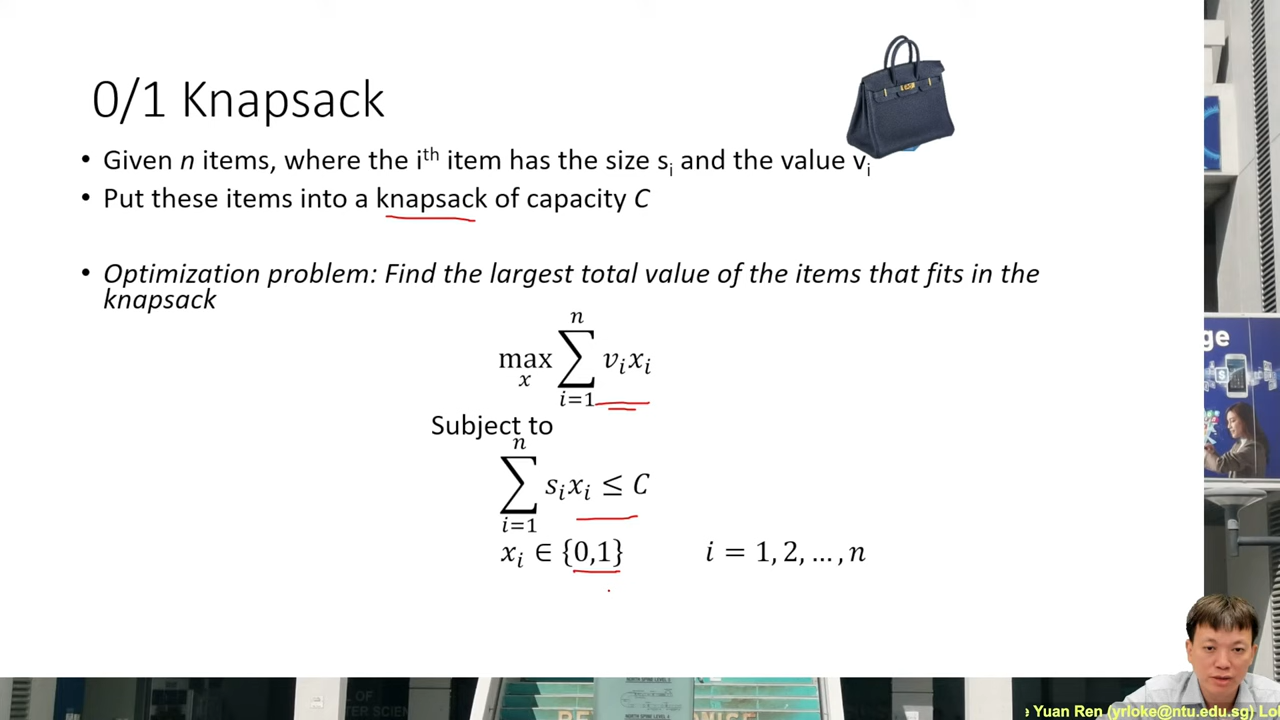 0/1 Knapsack
• Given n items, where the iᵗʰ item has the size sᵢ and the value vᵢ
• Put these items into a knapsack of capacity C
• Optimization problem: Find the largest total value of the items that fits in the
knapsack
n
max ∑ vᵢxᵢ
x
i=1
Subject to
n
∑ sᵢxᵢ ≤ C
i=1
xᵢ ∈ {0,1} i = 1, 2, … , n
ge
e Yuan Ren (yrloke@ntu.edu.sg) Lo